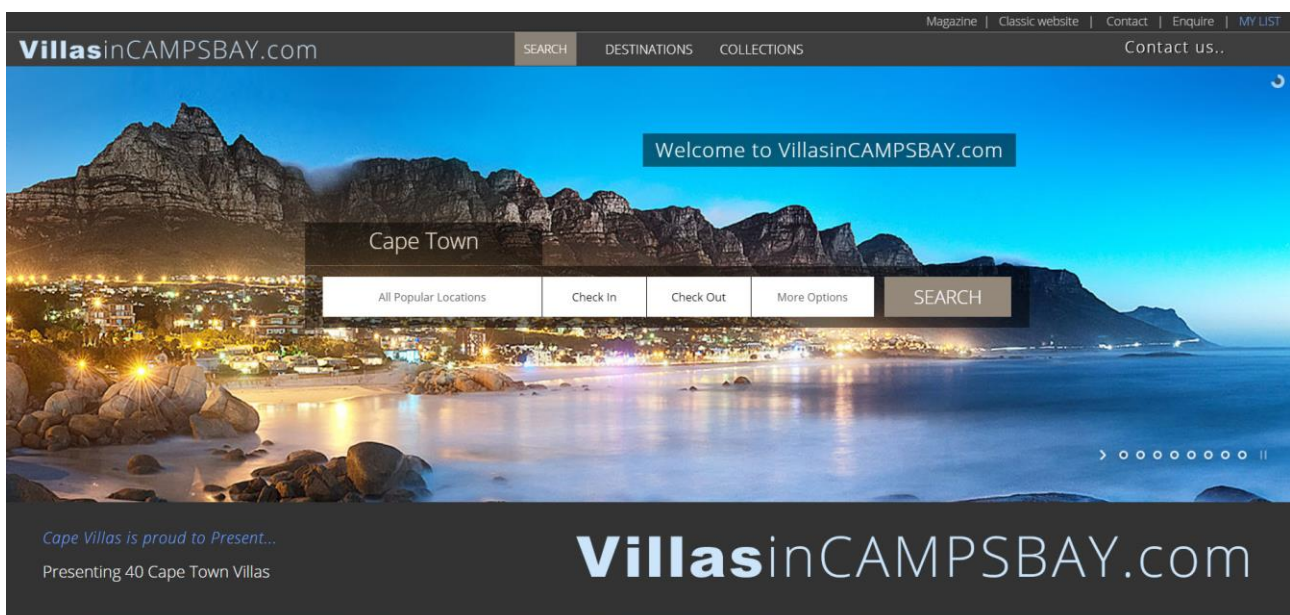 Magazine | Classic website | Contact | Enquire | MY LIST
VillasinCAMPSBAY.com SEARCH DESTINATIONS COLLECTIONS Contact us..
Welcome to VillasinCAMPSBAY.com
Cape Town
All Popular Locations Check In Check Out More Options SEARCH
Cape Villas is proud to Present...
Presenting 40 Cape Town Villas
VillasinCAMPSBAY.com